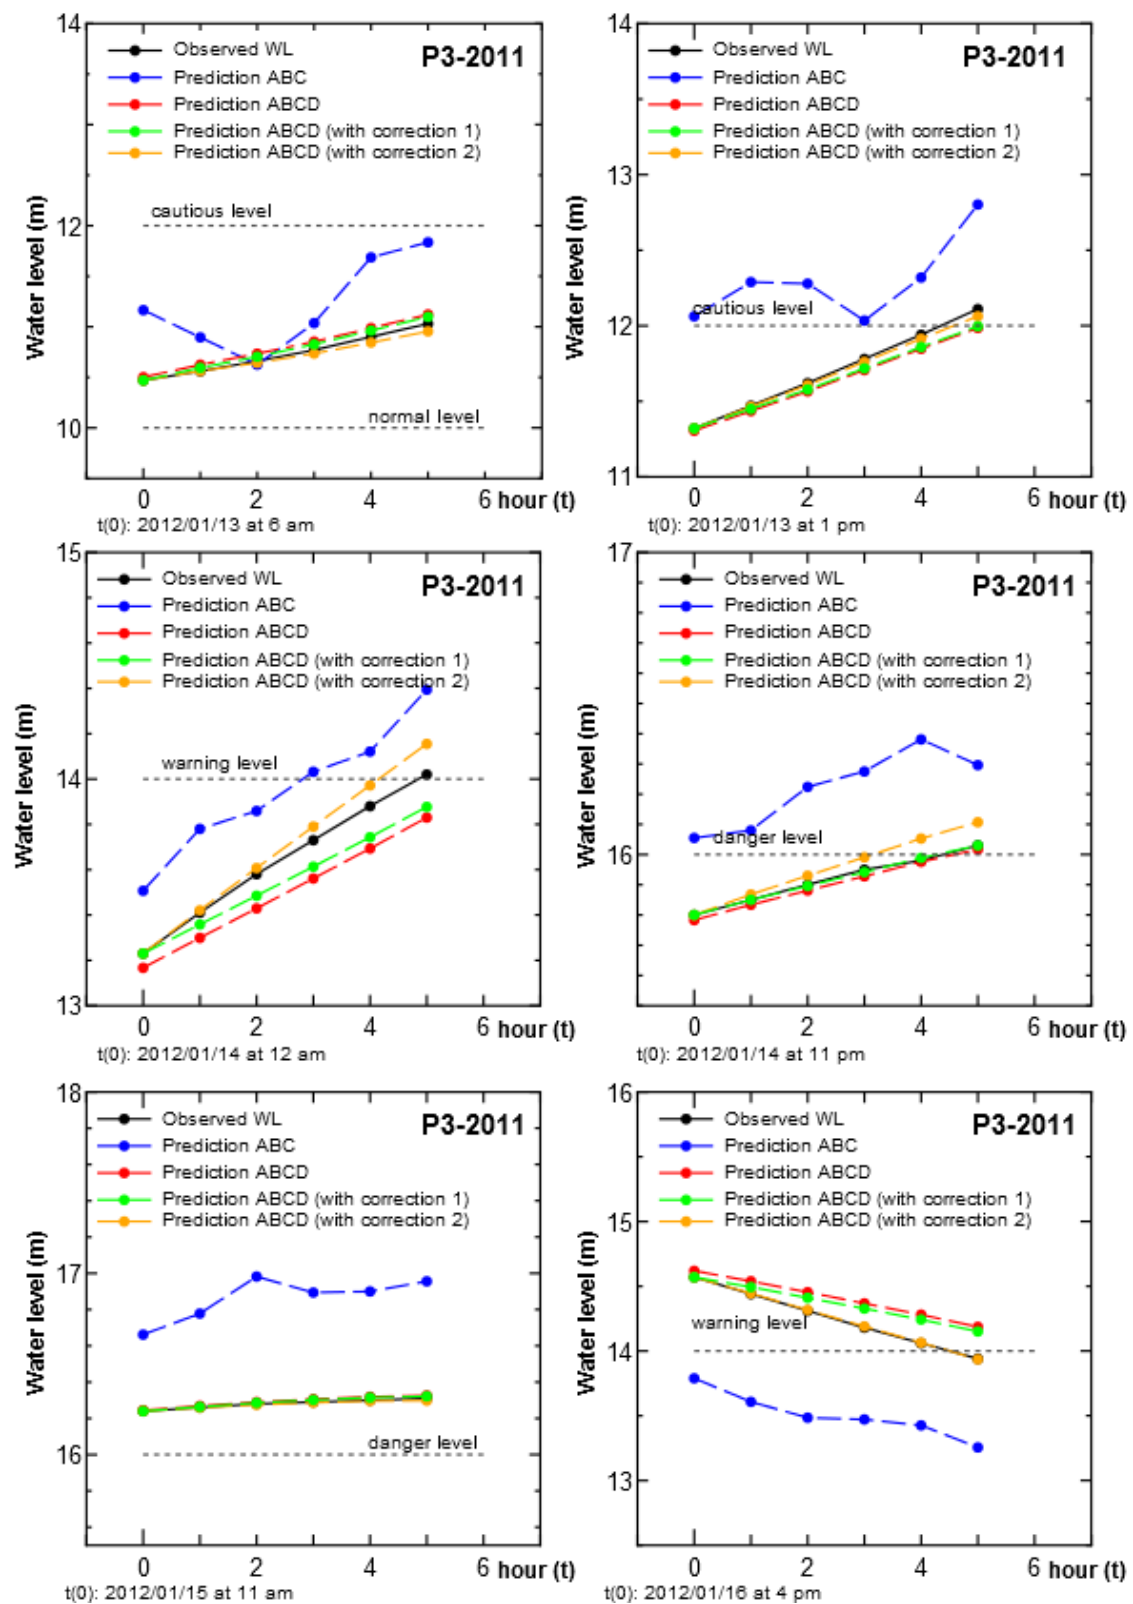 14
Observed WL
P3-2011
Prediction ABC
Prediction ABCD
Prediction ABCD (with correction 1)
Prediction ABCD (with correction 2)
cautious level
12
normal level
10
Water level (m)
0 2 4 6 hour (t)
t(0): 2012/01/13 at 6 am
14
Observed WL
P3-2011
Prediction ABC
Prediction ABCD
Prediction ABCD (with correction 1)
Prediction ABCD (with correction 2)
13
cautious level
12
11
Water level (m)
0 2 4 6 hour (t)
t(0): 2012/01/13 at 1 pm
15
Observed WL
P3-2011
Prediction ABC
Prediction ABCD
Prediction ABCD (with correction 1)
Prediction ABCD (with correction 2)
warning level
14
13
Water level (m)
0 2 4 6 hour (t)
t(0): 2012/01/14 at 12 am
17
Observed WL
P3-2011
Prediction ABC
Prediction ABCD
Prediction ABCD (with correction 1)
Prediction ABCD (with correction 2)
danger level
16
Water level (m)
0 2 4 6 hour (t)
t(0): 2012/01/14 at 11 pm
18
Observed WL
P3-2011
Prediction ABC
Prediction ABCD
Prediction ABCD (with correction 1)
Prediction ABCD (with correction 2)
17
danger level
16
Water level (m)
0 2 4 6 hour (t)
t(0): 2012/01/15 at 11 am
16
Observed WL
P3-2011
Prediction ABC
Prediction ABCD
Prediction ABCD (with correction 1)
Prediction ABCD (with correction 2)
15
warning level
14
13
Water level (m)
0 2 4 6 hour (t)
t(0): 2012/01/16 at 4 pm